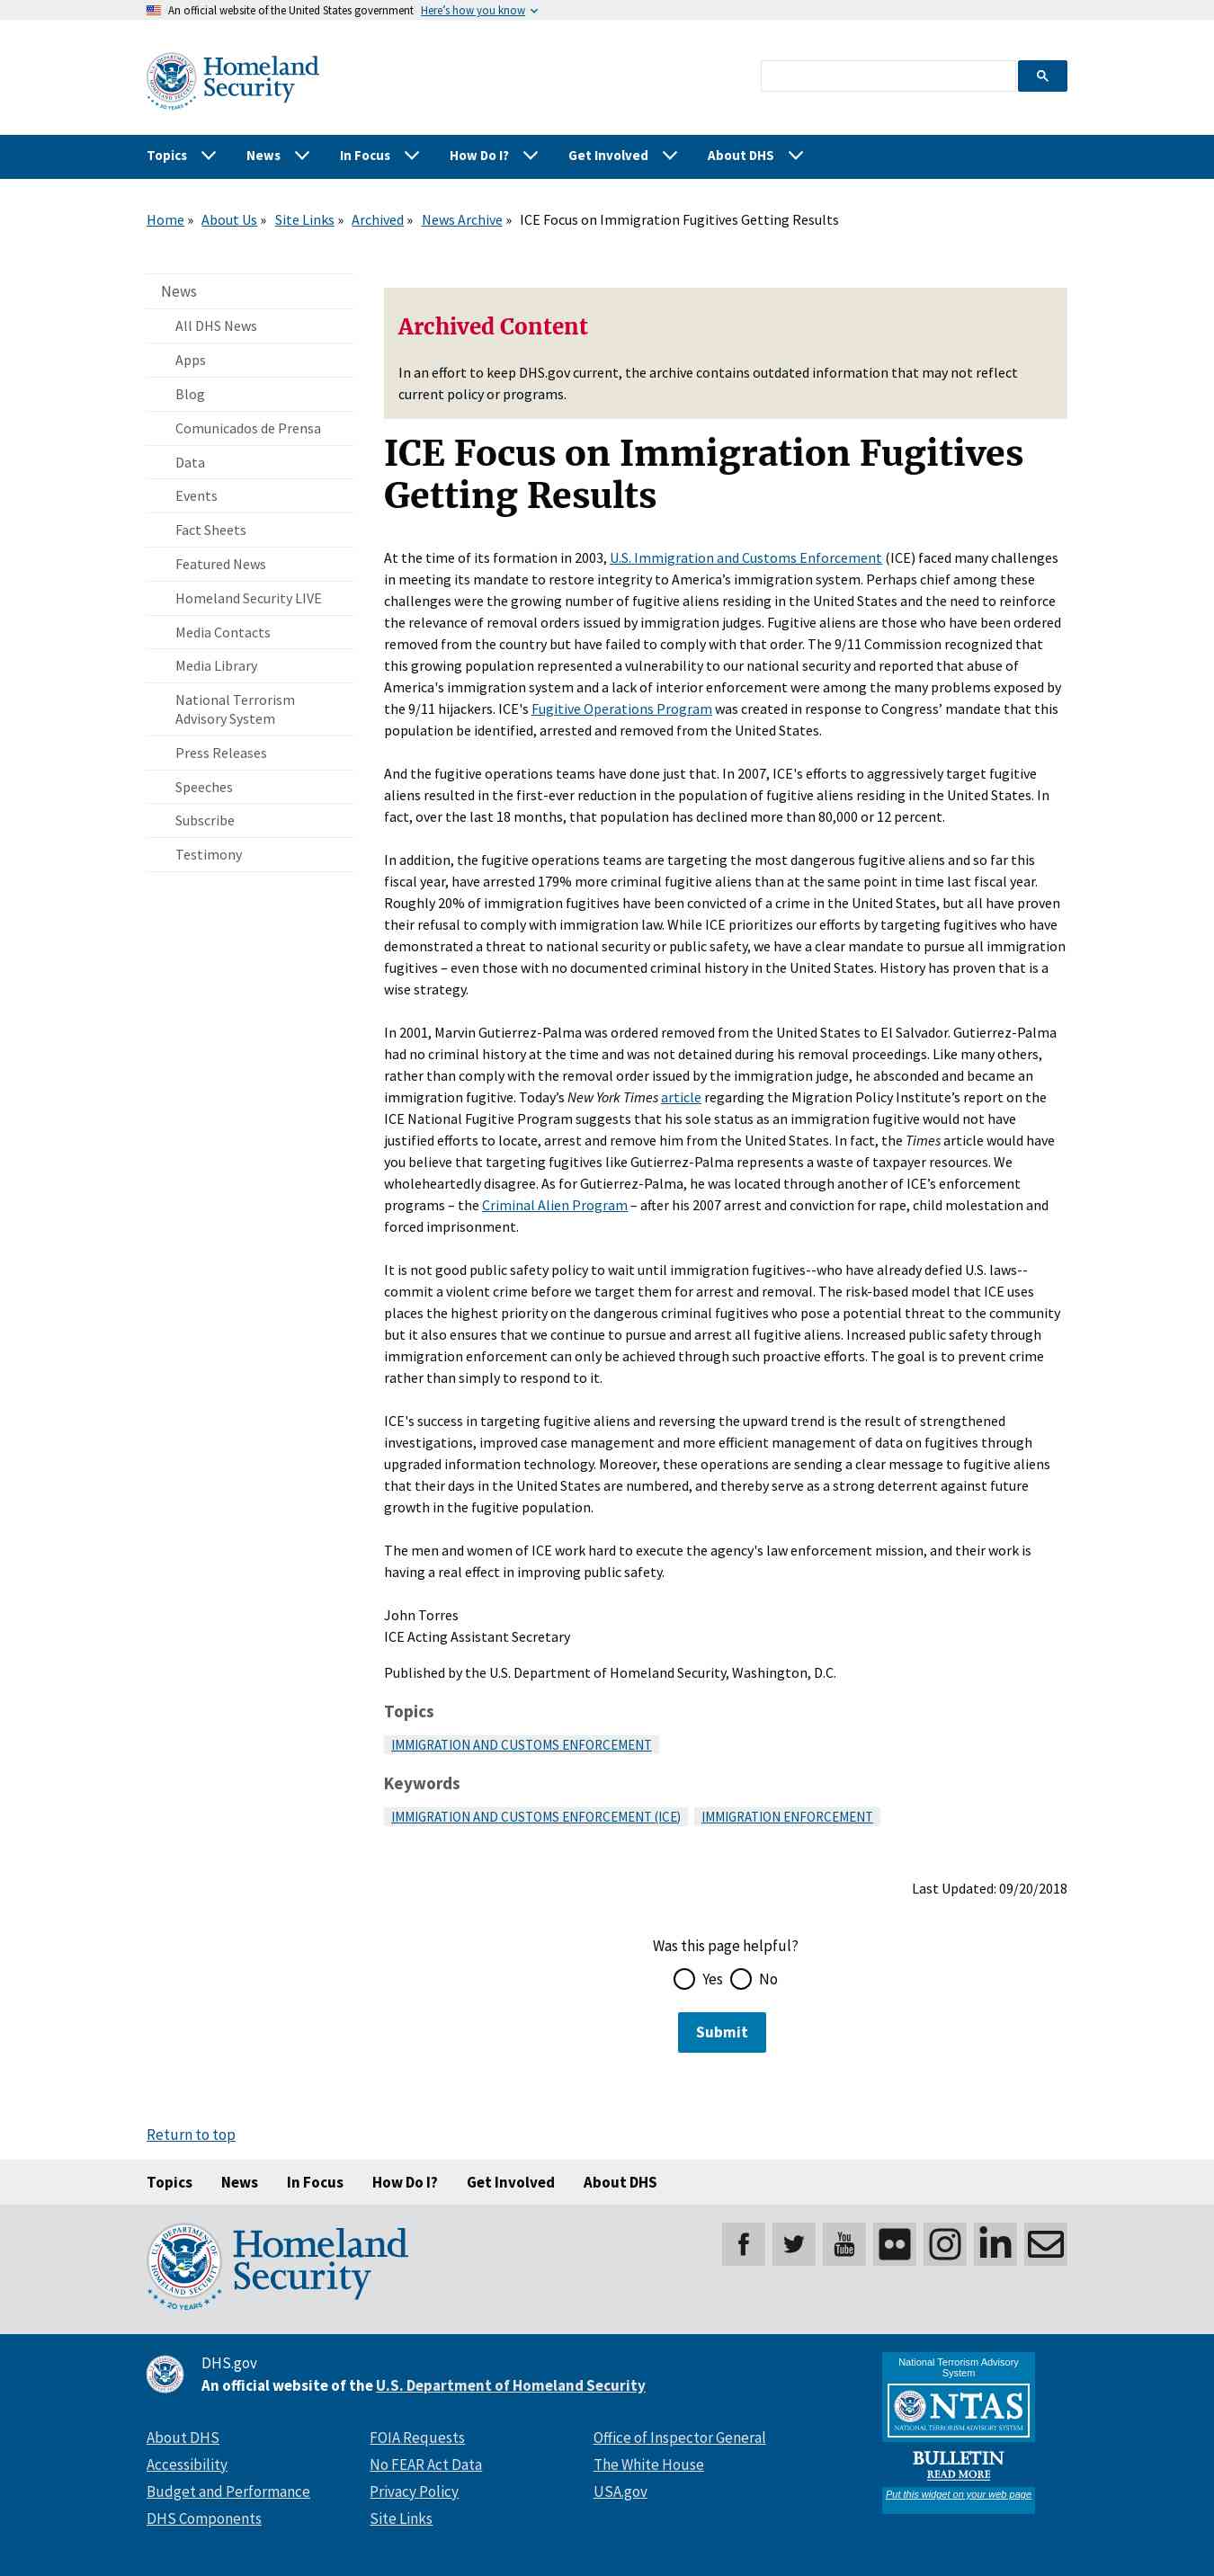 An official website of the United States government Here's how you know
U.S. DEPARTMENT OF HOMELAND SECURITY
20 YEARS
Homeland
Security
Topics News In Focus How Do I? Get Involved About DHS
Home » About Us » Site Links » Archived » News Archive » ICE Focus on Immigration Fugitives Getting Results
News
All DHS News
Apps
Blog
Comunicados de Prensa
Data
Events
Fact Sheets
Featured News
Homeland Security LIVE
Media Contacts
Media Library
National Terrorism
Advisory System
Press Releases
Speeches
Subscribe
Testimony
Archived Content
In an effort to keep DHS.gov current, the archive contains outdated information that may not reflect
current policy or programs.
ICE Focus on Immigration Fugitives
Getting Results
At the time of its formation in 2003, U.S. Immigration and Customs Enforcement (ICE) faced many challenges
in meeting its mandate to restore integrity to America’s immigration system. Perhaps chief among these
challenges were the growing number of fugitive aliens residing in the United States and the need to reinforce
the relevance of removal orders issued by immigration judges. Fugitive aliens are those who have been ordered
removed from the country but have failed to comply with that order. The 9/11 Commission recognized that
this growing population represented a vulnerability to our national security and reported that abuse of
America's immigration system and a lack of interior enforcement were among the many problems exposed by
the 9/11 hijackers. ICE's Fugitive Operations Program was created in response to Congress’ mandate that this
population be identified, arrested and removed from the United States.
And the fugitive operations teams have done just that. In 2007, ICE's efforts to aggressively target fugitive
aliens resulted in the first-ever reduction in the population of fugitive aliens residing in the United States. In
fact, over the last 18 months, that population has declined more than 80,000 or 12 percent.
In addition, the fugitive operations teams are targeting the most dangerous fugitive aliens and so far this
fiscal year, have arrested 179% more criminal fugitive aliens than at the same point in time last fiscal year.
Roughly 20% of immigration fugitives have been convicted of a crime in the United States, but all have proven
their refusal to comply with immigration law. While ICE prioritizes our efforts by targeting fugitives who have
demonstrated a threat to national security or public safety, we have a clear mandate to pursue all immigration
fugitives – even those with no documented criminal history in the United States. History has proven that is a
wise strategy.
In 2001, Marvin Gutierrez-Palma was ordered removed from the United States to El Salvador. Gutierrez-Palma
had no criminal history at the time and was not detained during his removal proceedings. Like many others,
rather than comply with the removal order issued by the immigration judge, he absconded and became an
immigration fugitive. Today’s New York Times article regarding the Migration Policy Institute’s report on the
ICE National Fugitive Program suggests that his sole status as an immigration fugitive would not have
justified efforts to locate, arrest and remove him from the United States. In fact, the Times article would have
you believe that targeting fugitives like Gutierrez-Palma represents a waste of taxpayer resources. We
wholeheartedly disagree. As for Gutierrez-Palma, he was located through another of ICE’s enforcement
programs – the Criminal Alien Program – after his 2007 arrest and conviction for rape, child molestation and
forced imprisonment.
It is not good public safety policy to wait until immigration fugitives--who have already defied U.S. laws--
commit a violent crime before we target them for arrest and removal. The risk-based model that ICE uses
places the highest priority on the dangerous criminal fugitives who pose a potential threat to the community
but it also ensures that we continue to pursue and arrest all fugitive aliens. Increased public safety through
immigration enforcement can only be achieved through such proactive efforts. The goal is to prevent crime
rather than simply to respond to it.
ICE's success in targeting fugitive aliens and reversing the upward trend is the result of strengthened
investigations, improved case management and more efficient management of data on fugitives through
upgraded information technology. Moreover, these operations are sending a clear message to fugitive aliens
that their days in the United States are numbered, and thereby serve as a strong deterrent against future
growth in the fugitive population.
The men and women of ICE work hard to execute the agency's law enforcement mission, and their work is
having a real effect in improving public safety.
John Torres
ICE Acting Assistant Secretary
Published by the U.S. Department of Homeland Security, Washington, D.C.
Topics
IMMIGRATION AND CUSTOMS ENFORCEMENT
Keywords
IMMIGRATION AND CUSTOMS ENFORCEMENT (ICE) IMMIGRATION ENFORCEMENT
Last Updated: 09/20/2018
Was this page helpful?
Yes No
Submit
Return to top
Topics News In Focus How Do I? Get Involved About DHS
U.S. DEPARTMENT OF HOMELAND SECURITY
20 YEARS
Homeland
Security
You
Tube
in
DHS.gov
An official website of the U.S. Department of Homeland Security
About DHS
Accessibility
Budget and Performance
DHS Components
FOIA Requests
No FEAR Act Data
Privacy Policy
Site Links
Office of Inspector General
The White House
USA.gov
National Terrorism Advisory
System
NTAS
NATIONAL TERRORISM ADVISORY SYSTEM
BULLETIN
READ MORE
Put this widget on your web page